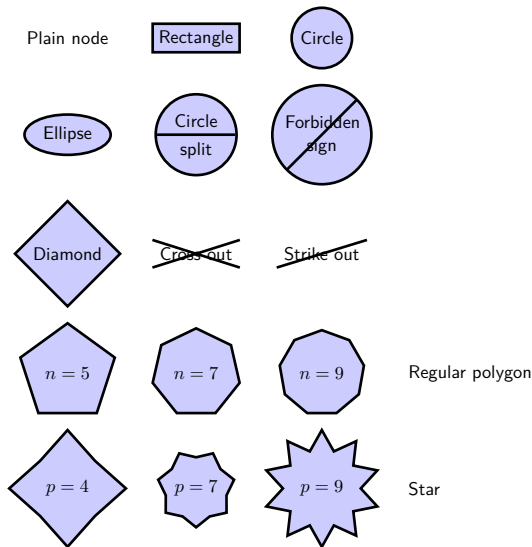 Plain node
Rectangle
Circle
Ellipse
Circle
split
Forbidden
sign
Diamond
Cross out
Strike out
n = 5
n = 7
n = 9
Regular polygon
p = 4
p = 7
p = 9
Star